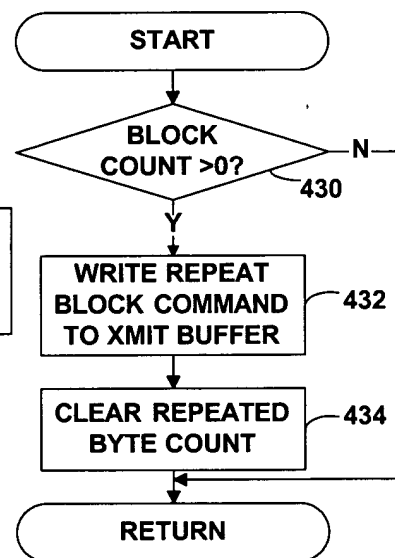 START
BLOCK
COUNT >0?
N
430
Y
WRITE REPEAT
BLOCK COMMAND
TO XMIT BUFFER
432
CLEAR REPEATED
BYTE COUNT
434
RETURN